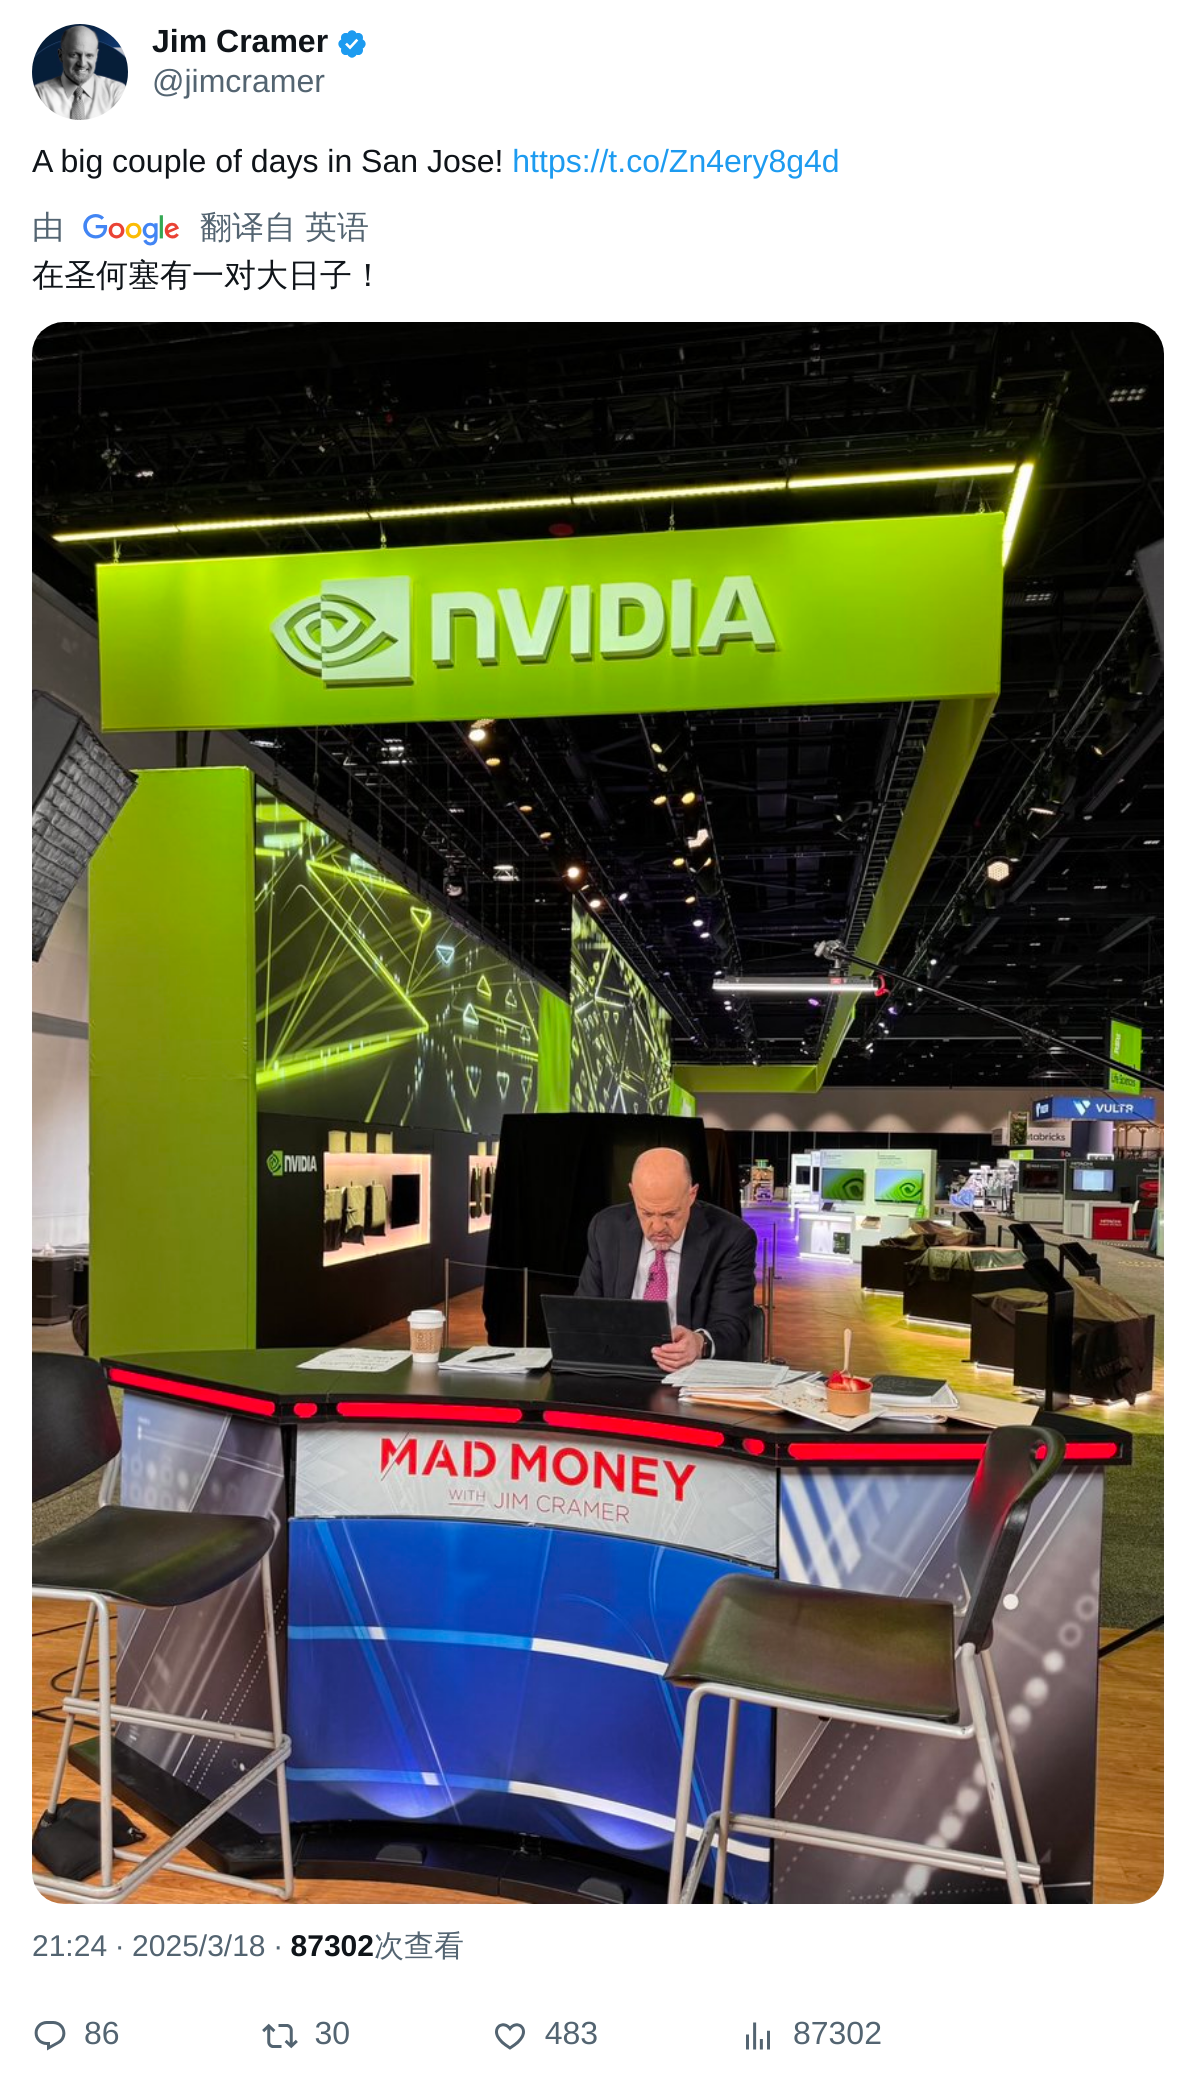 Jim Cramer
@jimcramer
A big couple of days in San Jose! https://t.co/Zn4ery8g4d
由 Google 翻译自 英语
在圣何塞有一对大日子！
NVIDIA
VULTR
NVIDIA
MAD MONEY
WITH JIM CRAMER
21:24 · 2025/3/18 · 87302次查看
86 30 483 87302